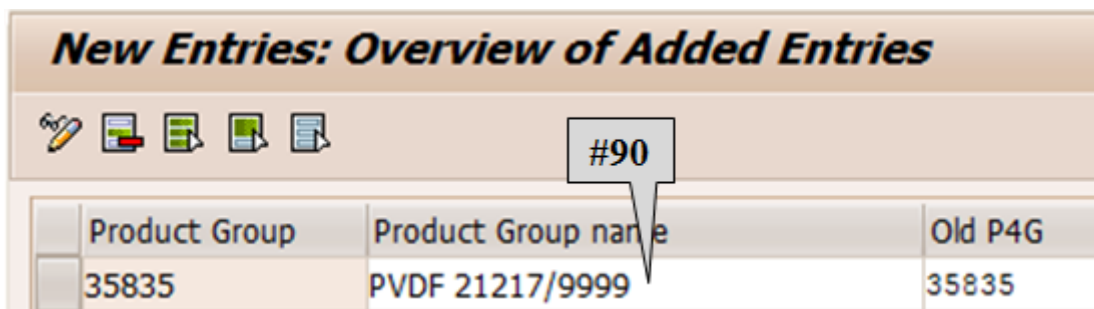 New Entries: Overview of Added Entries
#90
Product Group Product Group name Old P4G
35835 PVDF 21217/9999 35835